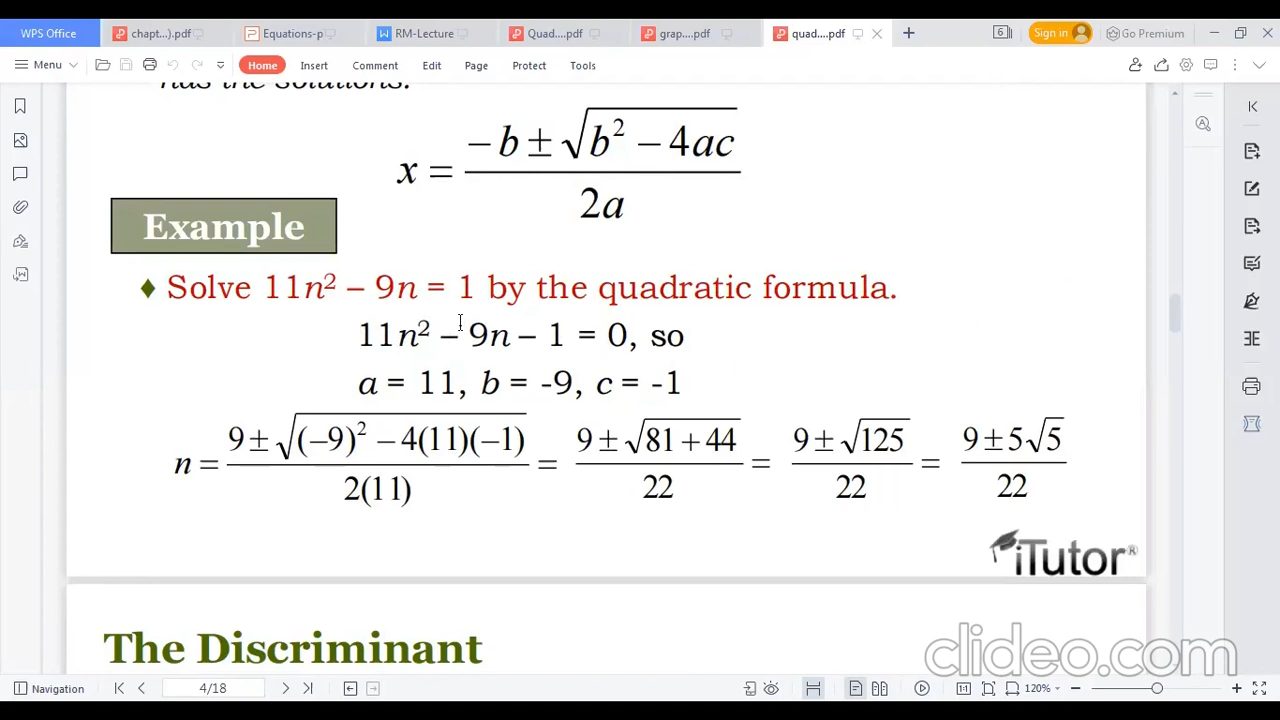 WPS Office chapt...).pdf Equations-p RM-Lecture Quad....pdf grap....pdf quad....pdf × + 6 Sign in Go Premium
Menu Home Insert Comment Edit Page Protect Tools
has the solutions:
x = (−b ± √(b² − 4ac)) / 2a
Example
♦ Solve 11n² – 9n = 1 by the quadratic formula.
11n² – 9n – 1 = 0, so
a = 11, b = -9, c = -1
n = (9 ± √((−9)² − 4(11)(−1))) / 2(11) = (9 ± √(81 + 44)) / 22 = (9 ± √125) / 22 = (9 ± 5√5) / 22
iTutor®
The Discriminant
clideo.com
Navigation 4/18 1:1 120% − +